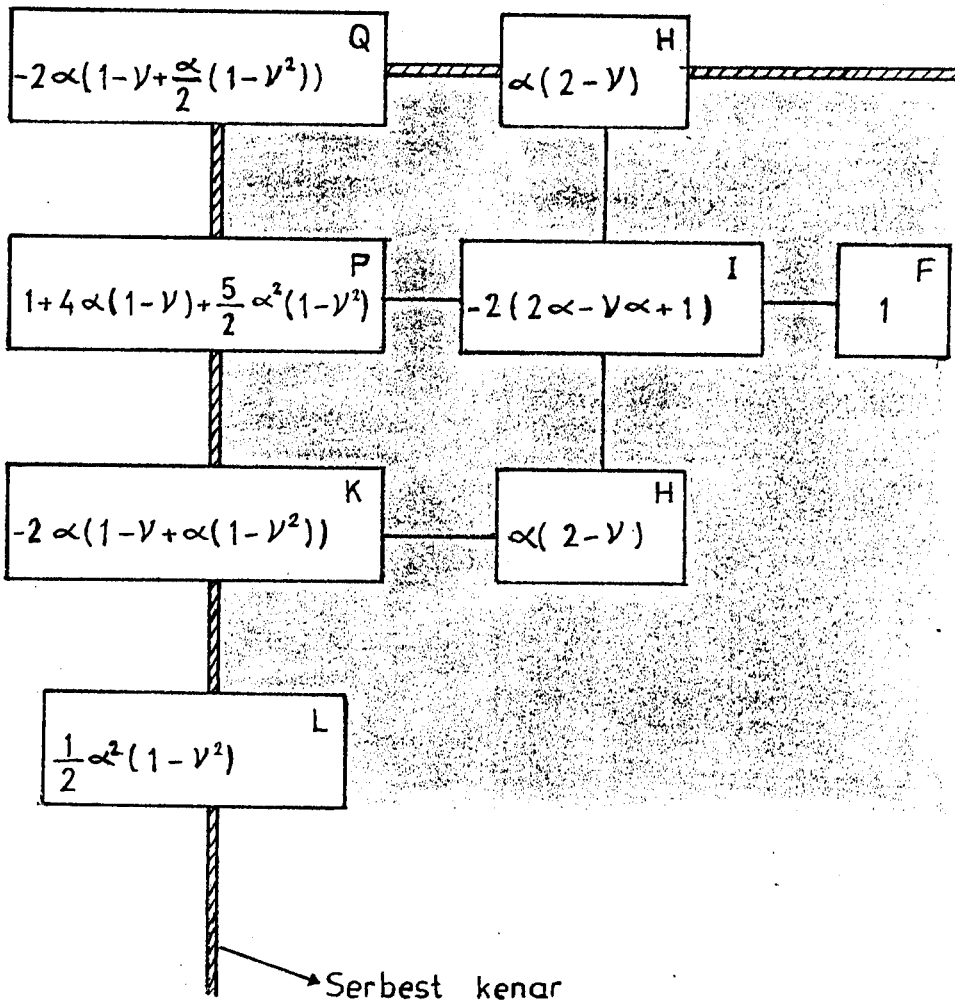 Q
-2α(1-ν+α/2(1-ν²))
H
α(2-ν)
P
1+4α(1-ν)+5/2α²(1-ν²)
I
-2(2α-να+1)
F
1
K
-2α(1-ν+α(1-ν²))
H
α(2-ν)
L
1/2α²(1-ν²)
Serbest kenar